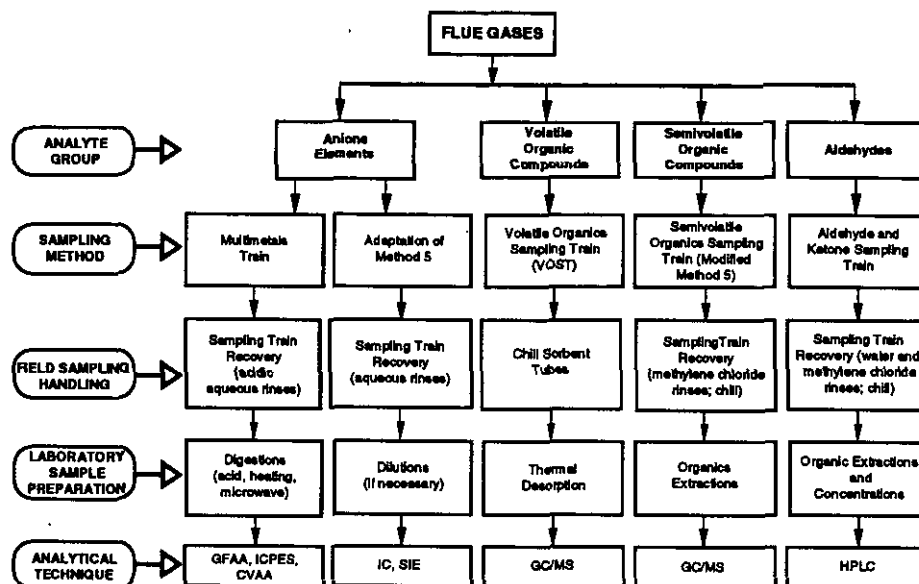 FLUE GASES
ANALYTE
GROUP
Anione
Elements
Volatile
Organic
Compounds
Semivolatile
Organic
Compounds
Aldehydes
SAMPLING
METHOD
Multimetals
Train
Adaptation of
Method 5
Volatile Organics
Sampling Train
(VOST)
Semivolatile
Organics Sampling
Train (Modified
Method 5)
Aldehyde and
Ketone Sampling
Train
FIELD SAMPLING
HANDLING
Sampling Train
Recovery
(acidic
aqueous rinses)
Sampling Train
Recovery
(aqueous rinses)
Chill Sorbent
Tubes
SamplingTrain
Recovery
(methylene chloride
rinses; chill)
Sampling Train
Recovery (water and
methylene chloride
rinses; chill)
LABORATORY
SAMPLE
PREPARATION
Digestions
(acid, heating,
microwave)
Dilutions
(if necessary)
Thermal
Desorption
Organics
Extractions
Organic Extractions
and
Concentrations
ANALYTICAL
TECHNIQUE
GFAA, ICPES,
CVAA
IC, SIE
GC/MS
GC/MS
HPLC